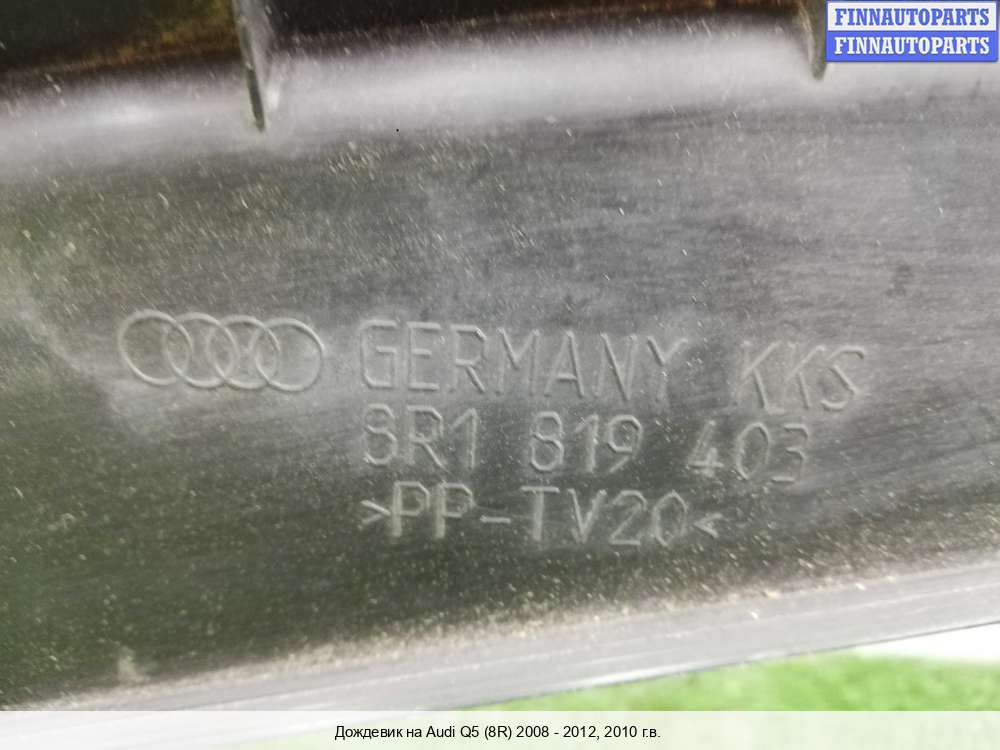 FINNAUTOPARTS
FINNAUTOPARTS
GERMANY KKS
8R1 819 403
>PP-TV20<
Дождевик на Audi Q5 (8R) 2008 - 2012, 2010 г.в.